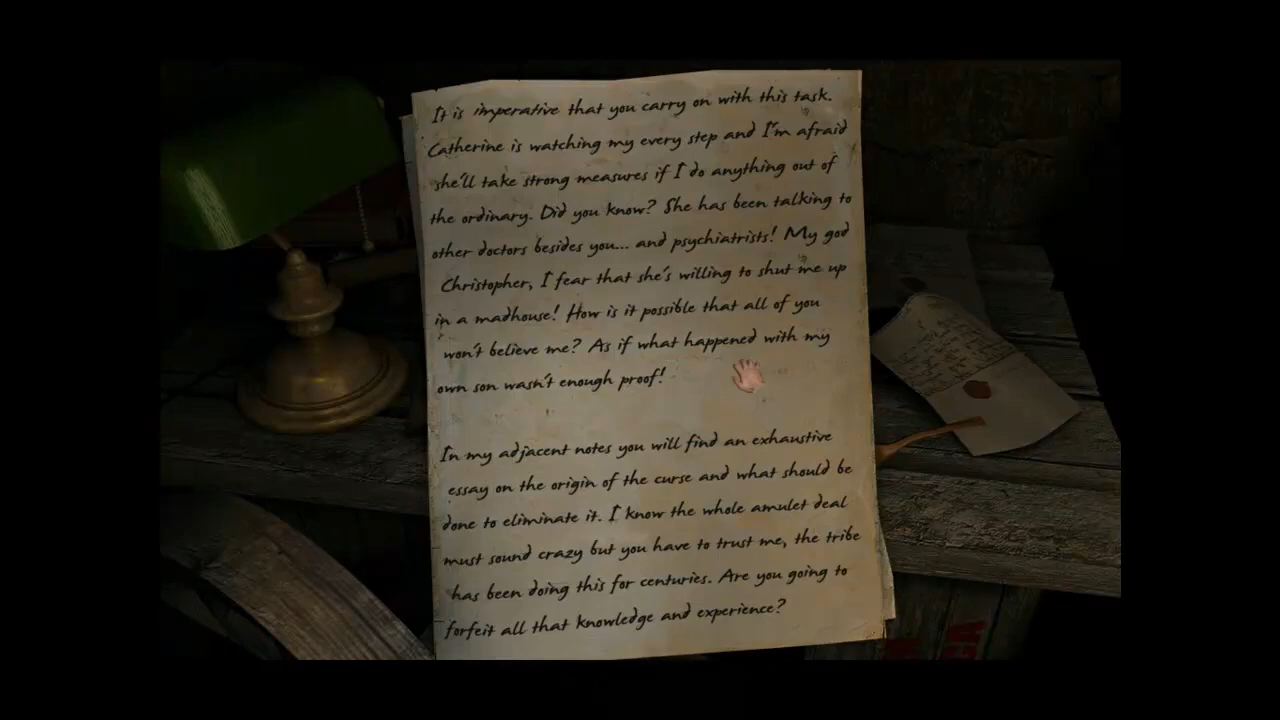 It is imperative that you carry on with this task.
Catherine is watching my every step and I'm afraid
she'll take strong measures if I do anything out of
the ordinary. Did you know? She has been talking to
other doctors besides you... and psychiatrists! My god
Christopher, I fear that she's willing to shut me up
in a madhouse! How is it possible that all of you
won't believe me? As if what happened with my
own son wasn't enough proof!
In my adjacent notes you will find an exhaustive
essay on the origin of the curse and what should be
done to eliminate it. I know the whole amulet deal
must sound crazy but you have to trust me, the tribe
has been doing this for centuries. Are you going to
forfeit all that knowledge and experience?